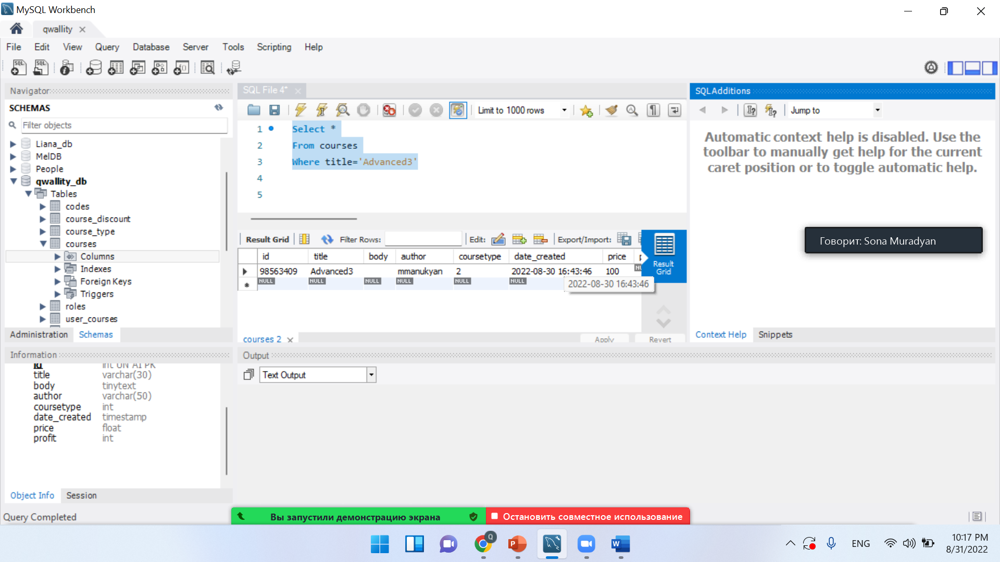 MySQL Workbench
qwallity
File Edit View Query Database Server Tools Scripting Help
Navigator
SCHEMAS
Filter objects
Liana_db
MelDB
People
qwallity_db
Tables
codes
course_discount
course_type
courses
Columns
Indexes
Foreign Keys
Triggers
roles
user_courses
Administration Schemas
Information
id int UN AI PK
title varchar(30)
body tinytext
author varchar(50)
coursetype int
date_created timestamp
price float
profit int
Object Info Session
Query Completed
SQL File 4*
Limit to 1000 rows
1 Select *
2 From courses
3 Where title='Advanced3'
4
5
Result Grid Filter Rows: Edit: Export/Import:
Result
Grid
id title body author coursetype date_created price
98563409 Advanced3 mmanukyan 2 2022-08-30 16:43:46 100
NULL NULL NULL NULL NULL NULL
2022-08-30 16:43:46
courses 2
Apply Revert
Output
Text Output
SQLAdditions
Jump to
Automatic context help is disabled. Use the
toolbar to manually get help for the current
caret position or to toggle automatic help.
Говорит: Sona Muradyan
Context Help Snippets
Вы запустили демонстрацию экрана
Остановить совместное использование
ENG
10:17 PM
8/31/2022